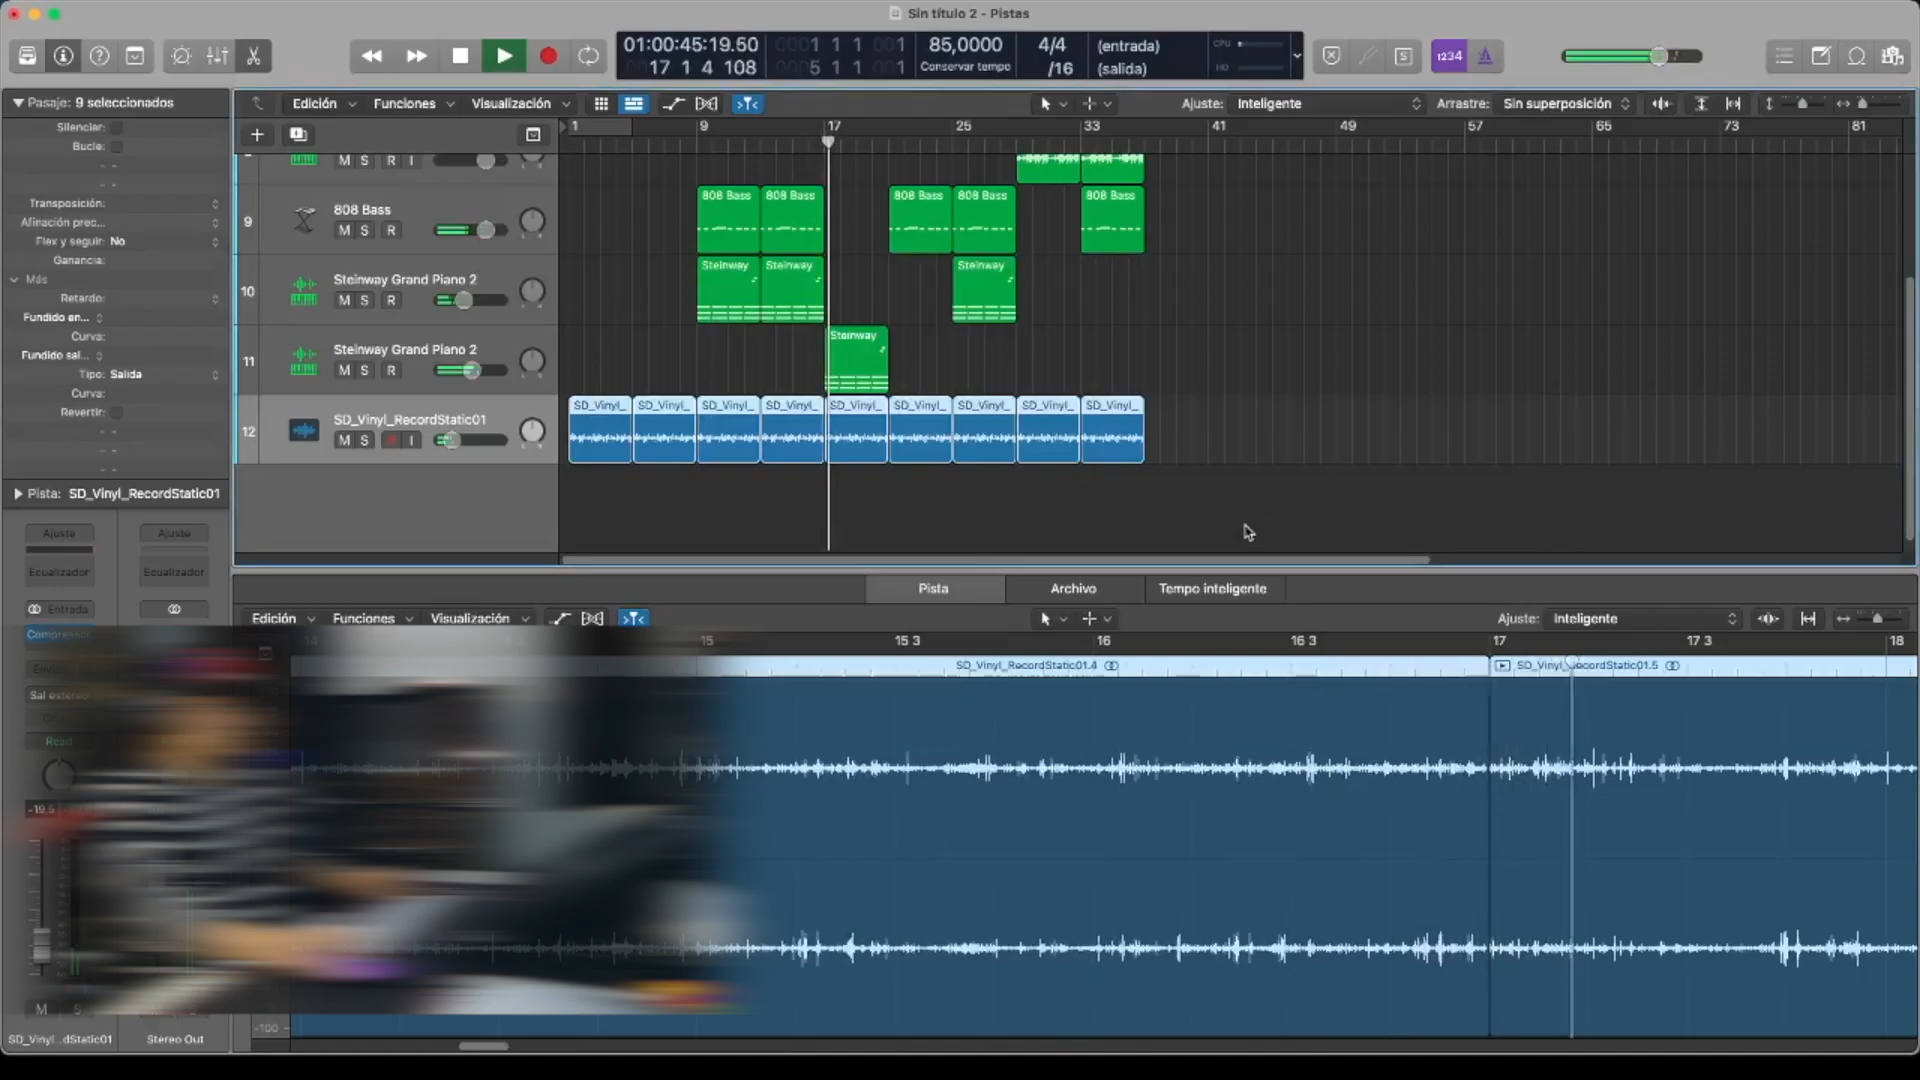 Sin título 2 - Pistas
1234
01:00:45:19.50
17 1 4 108
0001 1 1 001
0005 1 1 001
85,0000
Conservar tempo
4/4
/16
(entrada)
(salida)
CPU
HD
Pasaje: 9 seleccionados
Silenciar:
Bucle:
Transposición:
Afinación prec...
Flex y seguir: No
Ganancia:
Más
Retardo:
Fundido en...
Curva:
Fundido sal...
Tipo: Salida
Curva:
Revertir:
Pista: SD_Vinyl_RecordStatic01
Ajuste Ajuste
Ecualizador Ecualizador
Entrada
Compressor
Sal estéreo
Read
-19,5
M S
SD_Vinyl...dStatic01
Stereo Out
Edición Funciones Visualización
Ajuste: Inteligente Arrastre: Sin superposición
1 9 17 25 33 41 49 57 65 73 81
M S R I
9 808 Bass
M S R
808 Bass 808 Bass 808 Bass 808 Bass 808 Bass
10 Steinway Grand Piano 2
M S R
Steinway Steinway Steinway
11 Steinway Grand Piano 2
M S R
Steinway
12 SD_Vinyl_RecordStatic01
M S R I
SD_Vinyl_ SD_Vinyl_ SD_Vinyl_ SD_Vinyl_ SD_Vinyl_ SD_Vinyl_ SD_Vinyl_ SD_Vinyl_ SD_Vinyl_
Pista Archivo Tempo inteligente
Edición Funciones Visualización
Ajuste: Inteligente
14 15 15 3 16 16 3 17 17 3 18
SD_Vinyl_RecordStatic01.4
SD_Vinyl_RecordStatic01.5
-100